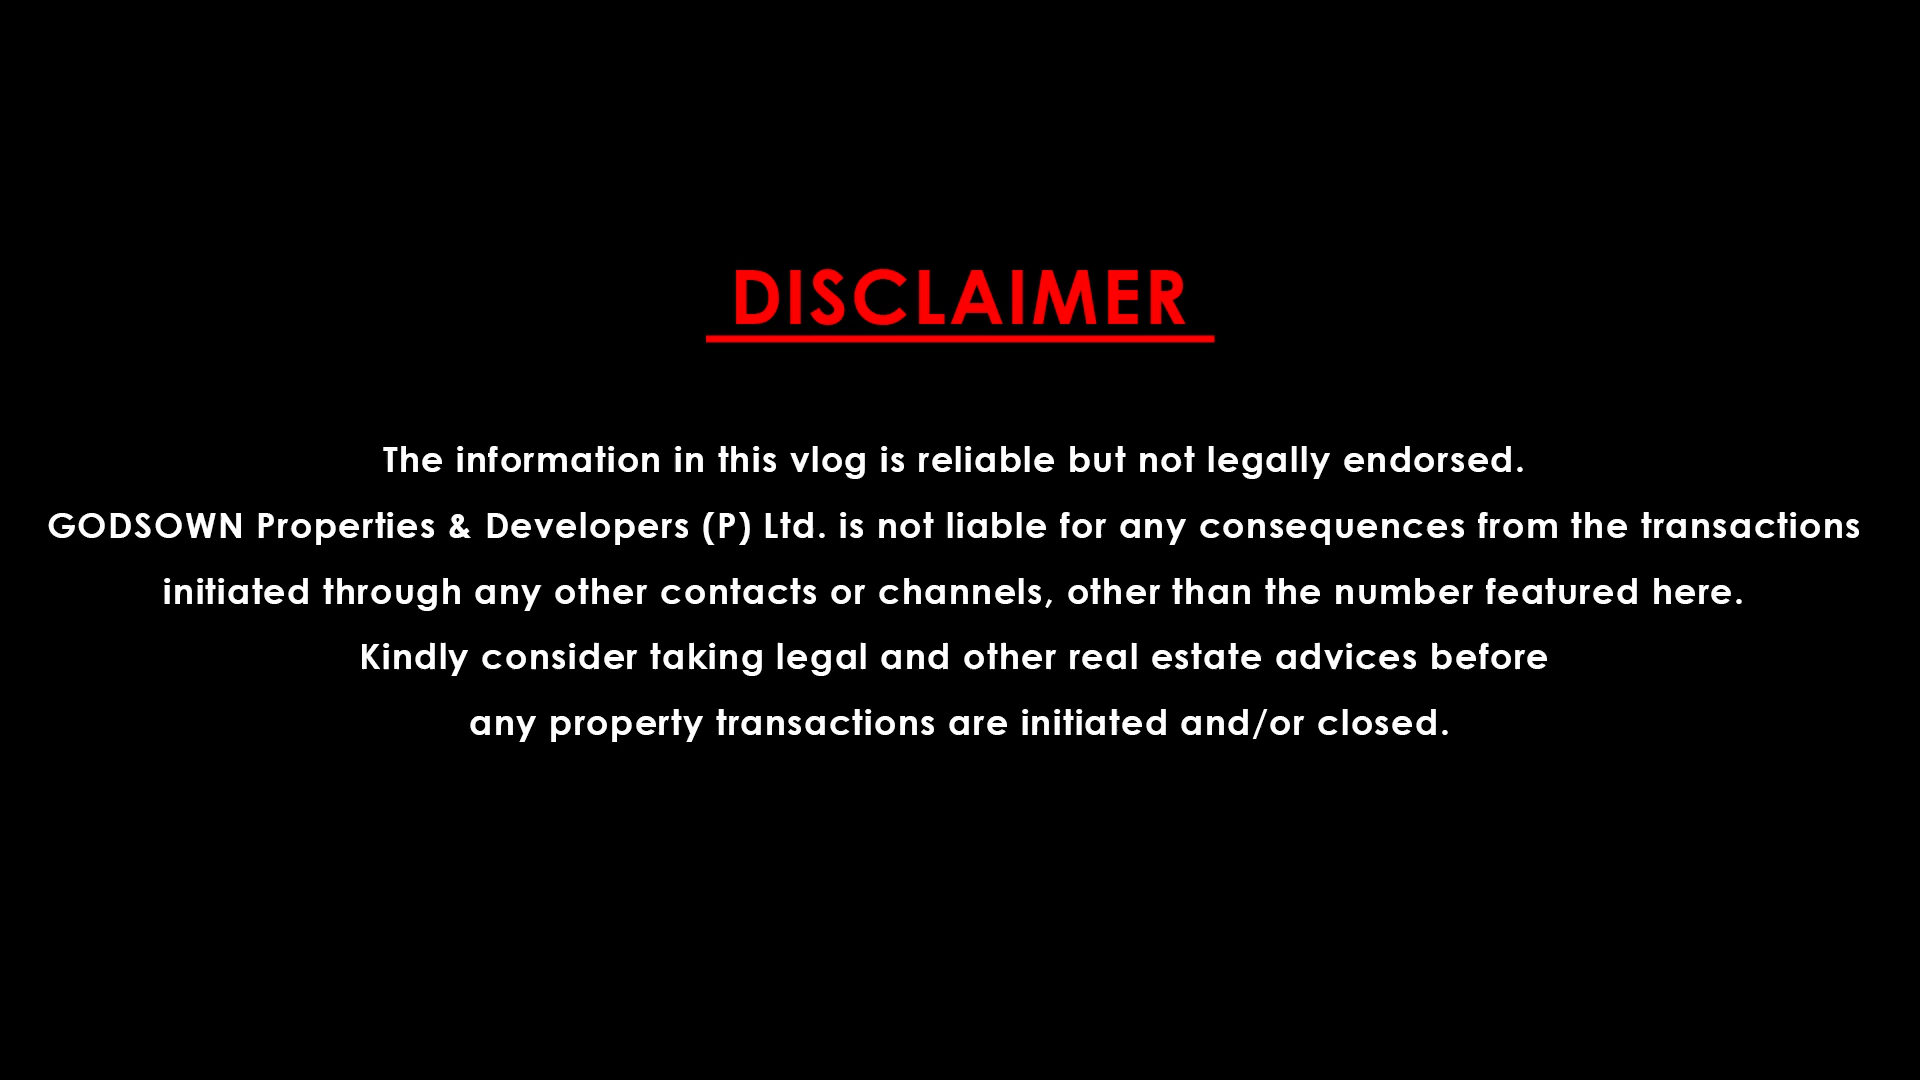 DISCLAIMER
The information in this vlog is reliable but not legally endorsed.
GODSOWN Properties & Developers (P) Ltd. is not liable for any consequences from the transactions
initiated through any other contacts or channels, other than the number featured here.
Kindly consider taking legal and other real estate advices before
any property transactions are initiated and/or closed.